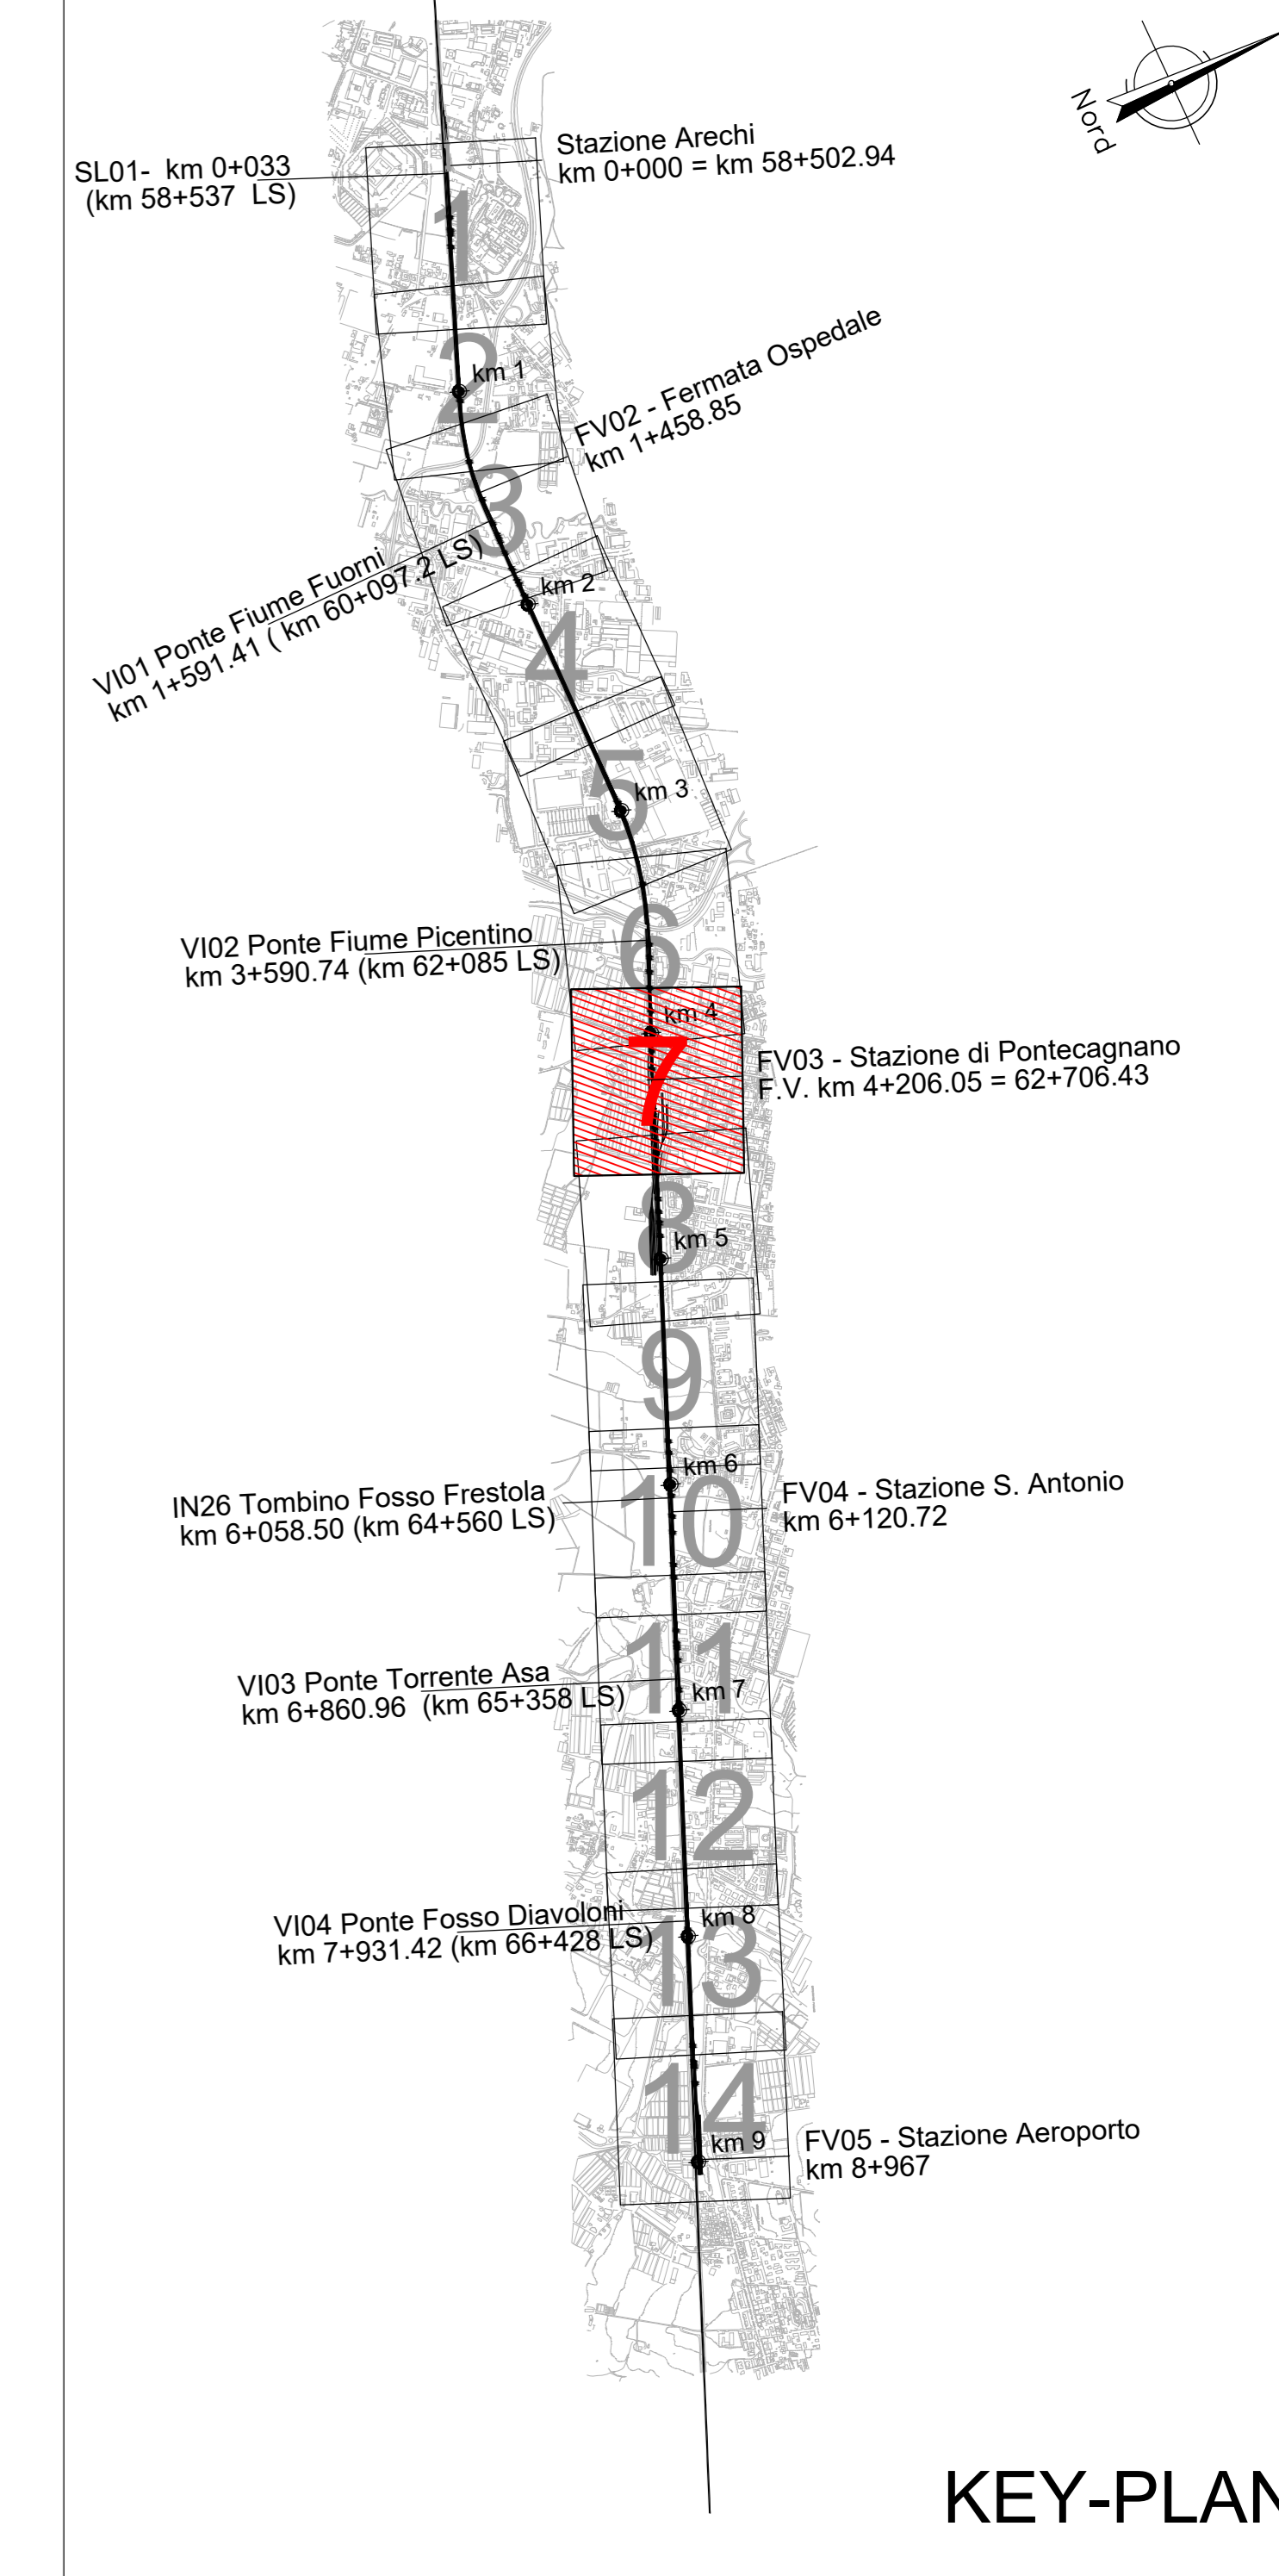 Nord
Stazione Arechi
km 0+000 = km 58+502.94
SL01- km 0+033
(km 58+537 LS)
1
2
km 1
FV02 - Fermata Ospedale
km 1+458.85
3
VI01 Ponte Fiume Fuorni
km 1+591.41 ( km 60+097.2 LS)
km 2
4
5
km 3
6
VI02 Ponte Fiume Picentino
km 3+590.74 (km 62+085 LS)
km 4
7
FV03 - Stazione di Pontecagnano
F.V. km 4+206.05 = 62+706.43
8
km 5
9
km 6
10
IN26 Tombino Fosso Frestola
km 6+058.50 (km 64+560 LS)
FV04 - Stazione S. Antonio
km 6+120.72
11
VI03 Ponte Torrente Asa
km 6+860.96 (km 65+358 LS)
km 7
12
VI04 Ponte Fosso Diavoloni
km 7+931.42 (km 66+428 LS)
km 8
13
14
km 9
FV05 - Stazione Aeroporto
km 8+967
KEY-PLAN